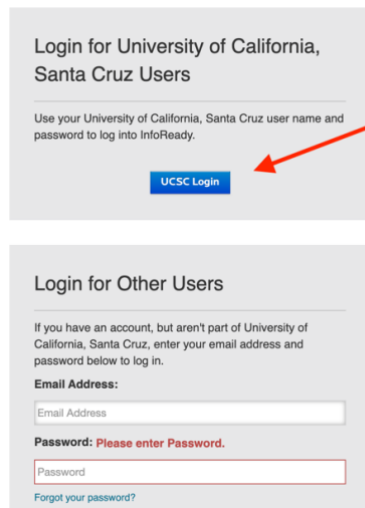 Login for University of California,
Santa Cruz Users
Use your University of California, Santa Cruz user name and
password to log into InfoReady.
UCSC Login
Login for Other Users
If you have an account, but aren't part of University of
California, Santa Cruz, enter your email address and
password below to log in.
Email Address:
Email Address
Password: Please enter Password.
Password
Forgot your password?